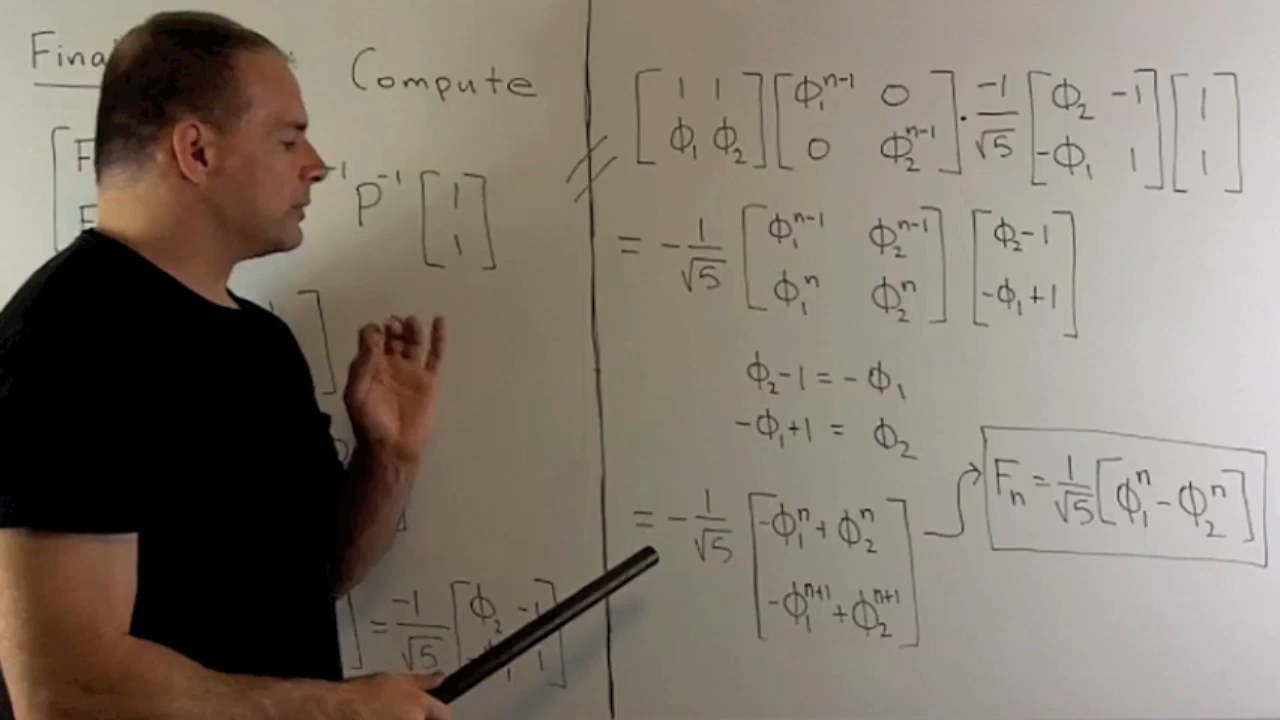 Final Compute
[F F ⁻¹ P⁻¹ [1; 1]
= -1/√5 [ϕ₂ -1; 1]
[1 1; ϕ₁ ϕ₂] [ϕ₁ⁿ⁻¹ 0; 0 ϕ₂ⁿ⁻¹] · -1/√5 [ϕ₂ -1; -ϕ₁ 1] [1; 1]
= -1/√5 [ϕ₁ⁿ⁻¹ ϕ₂ⁿ⁻¹; ϕ₁ⁿ ϕ₂ⁿ] [ϕ₂-1; -ϕ₁+1]
ϕ₂-1 = -ϕ₁
-ϕ₁+1 = ϕ₂
= -1/√5 [-ϕ₁ⁿ + ϕ₂ⁿ; -ϕ₁ⁿ⁺¹ + ϕ₂ⁿ⁺¹]
Fₙ = 1/√5 [ϕ₁ⁿ - ϕ₂ⁿ]